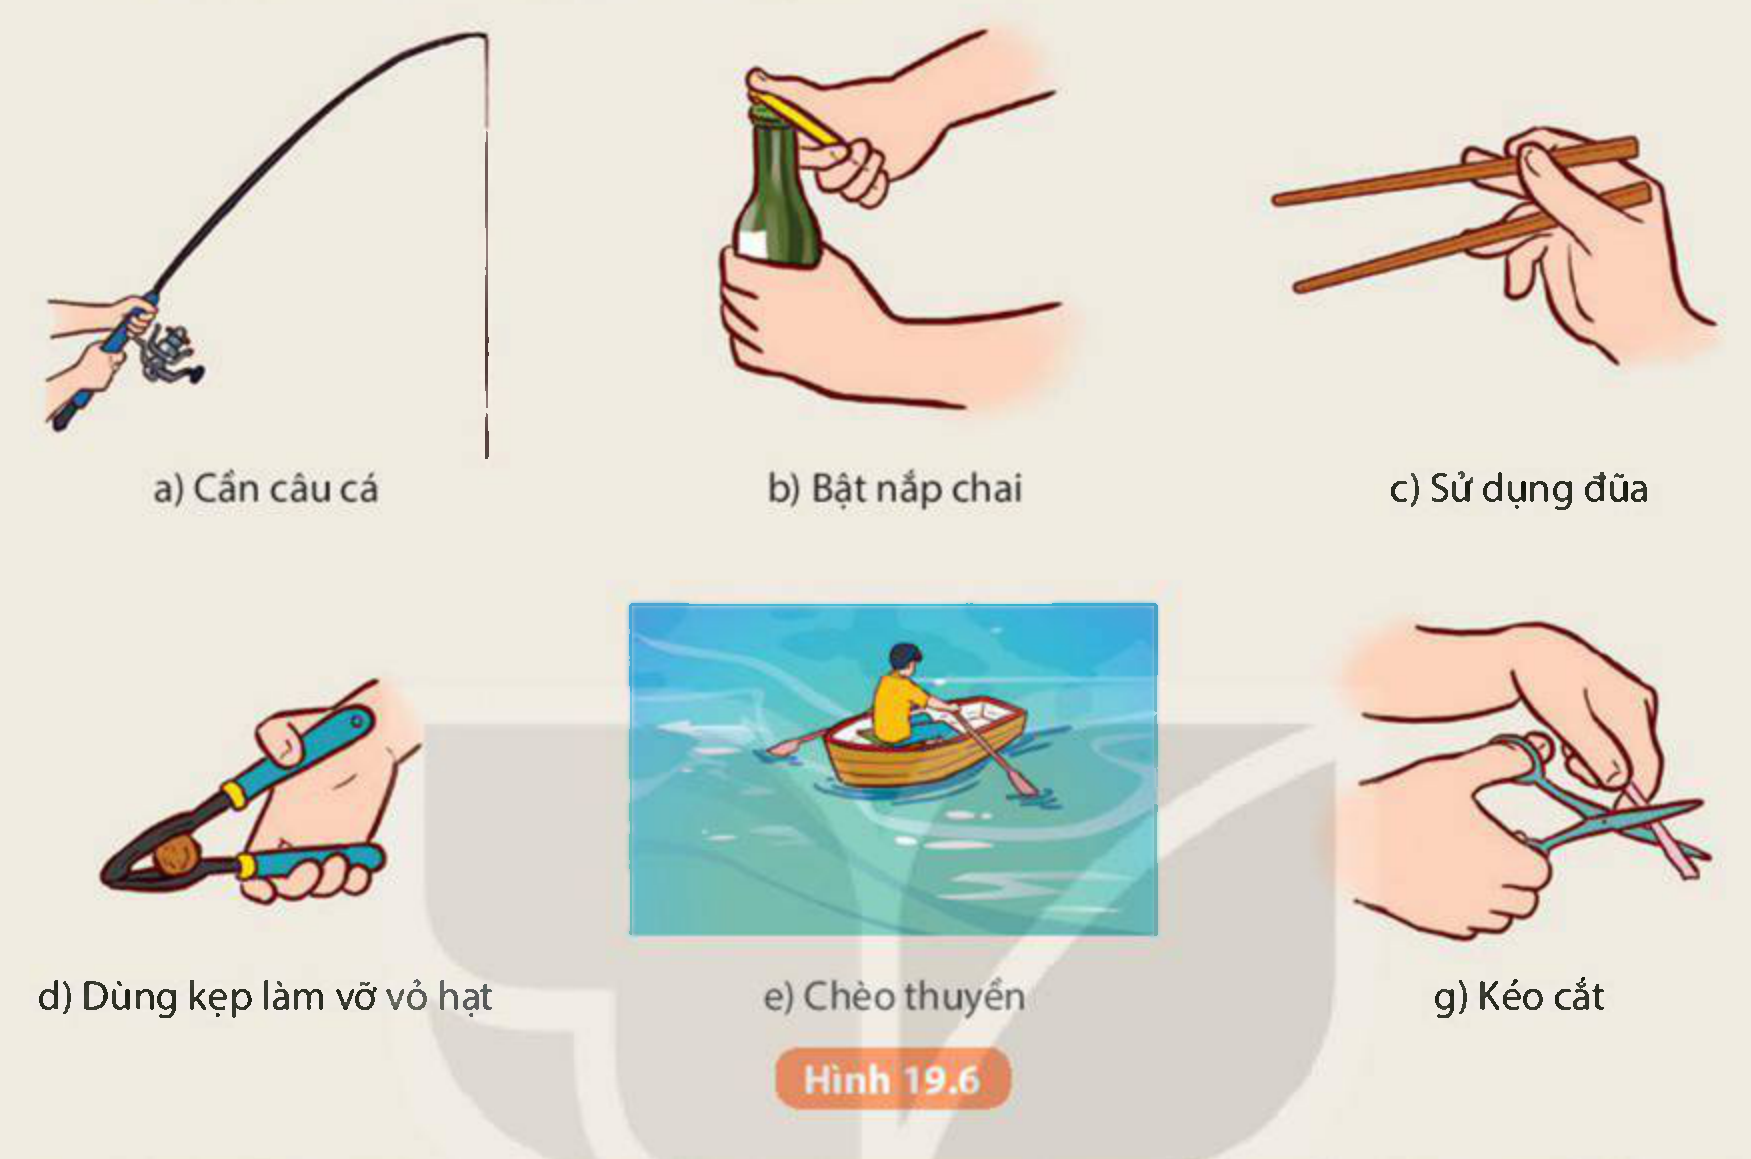 a) Cần câu cá
b) Bật nắp chai
c) Sử dụng đũa
d) Dùng kẹp làm vỡ vỏ hạt
e) Chèo thuyền
g) Kéo cắt
Hình 19.6